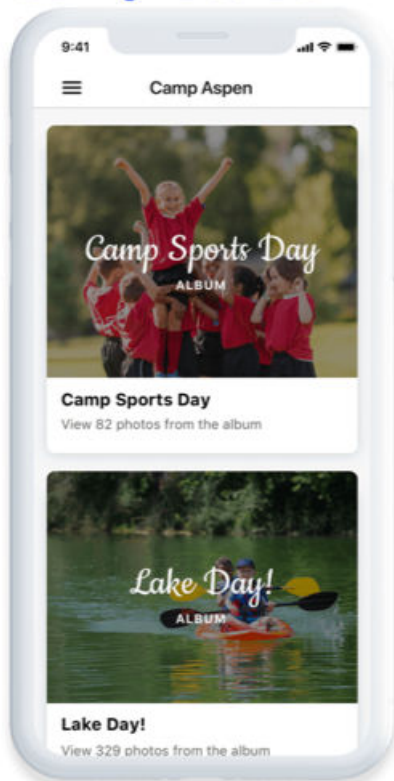 9:41
Camp Aspen
Camp Sports Day
ALBUM
Camp Sports Day
View 82 photos from the album
Lake Day!
ALBUM
Lake Day!
View 329 photos from the album